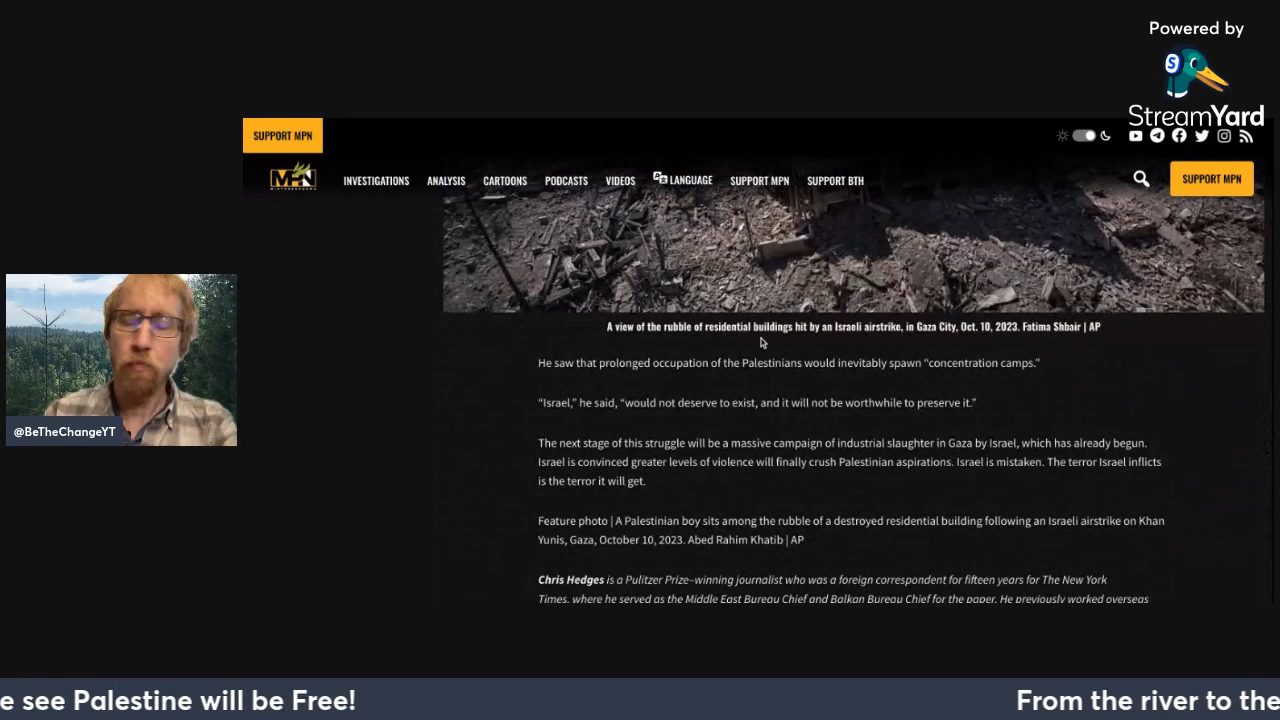 Powered by
StreamYard
SUPPORT MPN
MPN
INVESTIGATIONS ANALYSIS CARTOONS PODCASTS VIDEOS LANGUAGE SUPPORT MPN SUPPORT BTH
SUPPORT MPN
A view of the rubble of residential buildings hit by an Israeli airstrike, in Gaza City, Oct. 10, 2023. Fatima Shbair | AP
He saw that prolonged occupation of the Palestinians would inevitably spawn “concentration camps.”
“Israel,” he said, “would not deserve to exist, and it will not be worthwhile to preserve it.”
The next stage of this struggle will be a massive campaign of industrial slaughter in Gaza by Israel, which has already begun.
Israel is convinced greater levels of violence will finally crush Palestinian aspirations. Israel is mistaken. The terror Israel inflicts
is the terror it will get.
Feature photo | A Palestinian boy sits among the rubble of a destroyed residential building following an Israeli airstrike on Khan
Yunis, Gaza, October 10, 2023. Abed Rahim Khatib | AP
Chris Hedges is a Pulitzer Prize–winning journalist who was a foreign correspondent for fifteen years for The New York
Times, where he served as the Middle East Bureau Chief and Balkan Bureau Chief for the paper. He previously worked overseas
@BeTheChangeYT
e see Palestine will be Free!
From the river to the